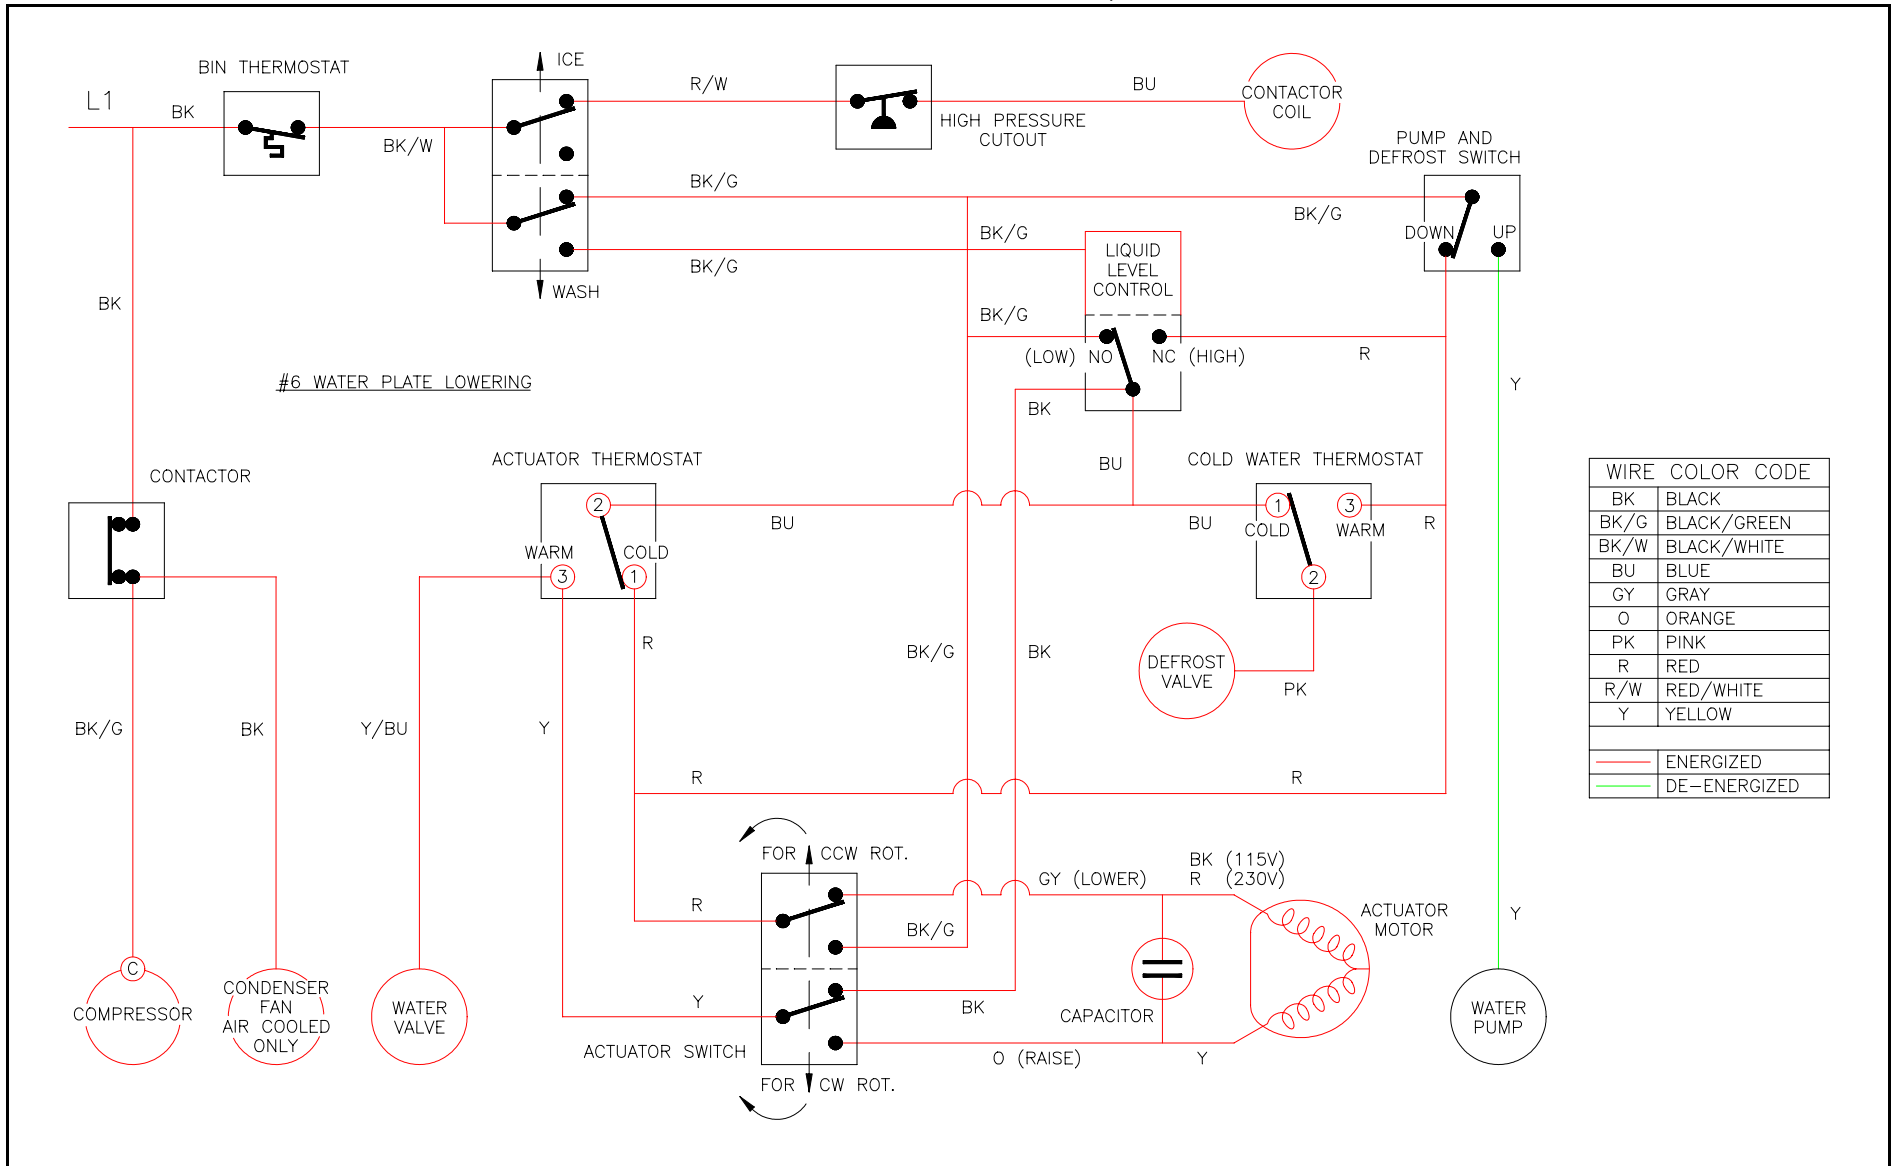 ICE
BIN THERMOSTAT
L1
BK
R/W
BU
CONTACTOR
COIL
HIGH PRESSURE
CUTOUT
BK/W
PUMP AND
DEFROST SWITCH
BK/G
BK/G
DOWN
UP
BK/G
BK/G
LIQUID
LEVEL
CONTROL
WASH
BK
BK/G
(LOW) NO
NC (HIGH)
R
#6 WATER PLATE LOWERING
Y
BK
ACTUATOR THERMOSTAT
BU
COLD WATER THERMOSTAT
CONTACTOR
2
BU
BU
1
3
R
COLD
WARM
WARM
COLD
3
1
2
R
BK/G
BK
DEFROST
VALVE
PK
BK/G
BK
Y/BU
Y
R
R
FOR CCW ROT.
GY (LOWER)
BK (115V)
R (230V)
R
BK/G
ACTUATOR
MOTOR
Y
C
COMPRESSOR
CONDENSER
FAN
AIR COOLED
ONLY
WATER
VALVE
Y
BK
CAPACITOR
WATER
PUMP
ACTUATOR SWITCH
O (RAISE)
Y
FOR CW ROT.
WIRE COLOR CODE
BK BLACK
BK/G BLACK/GREEN
BK/W BLACK/WHITE
BU BLUE
GY GRAY
O ORANGE
PK PINK
R RED
R/W RED/WHITE
Y YELLOW
ENERGIZED
DE-ENERGIZED